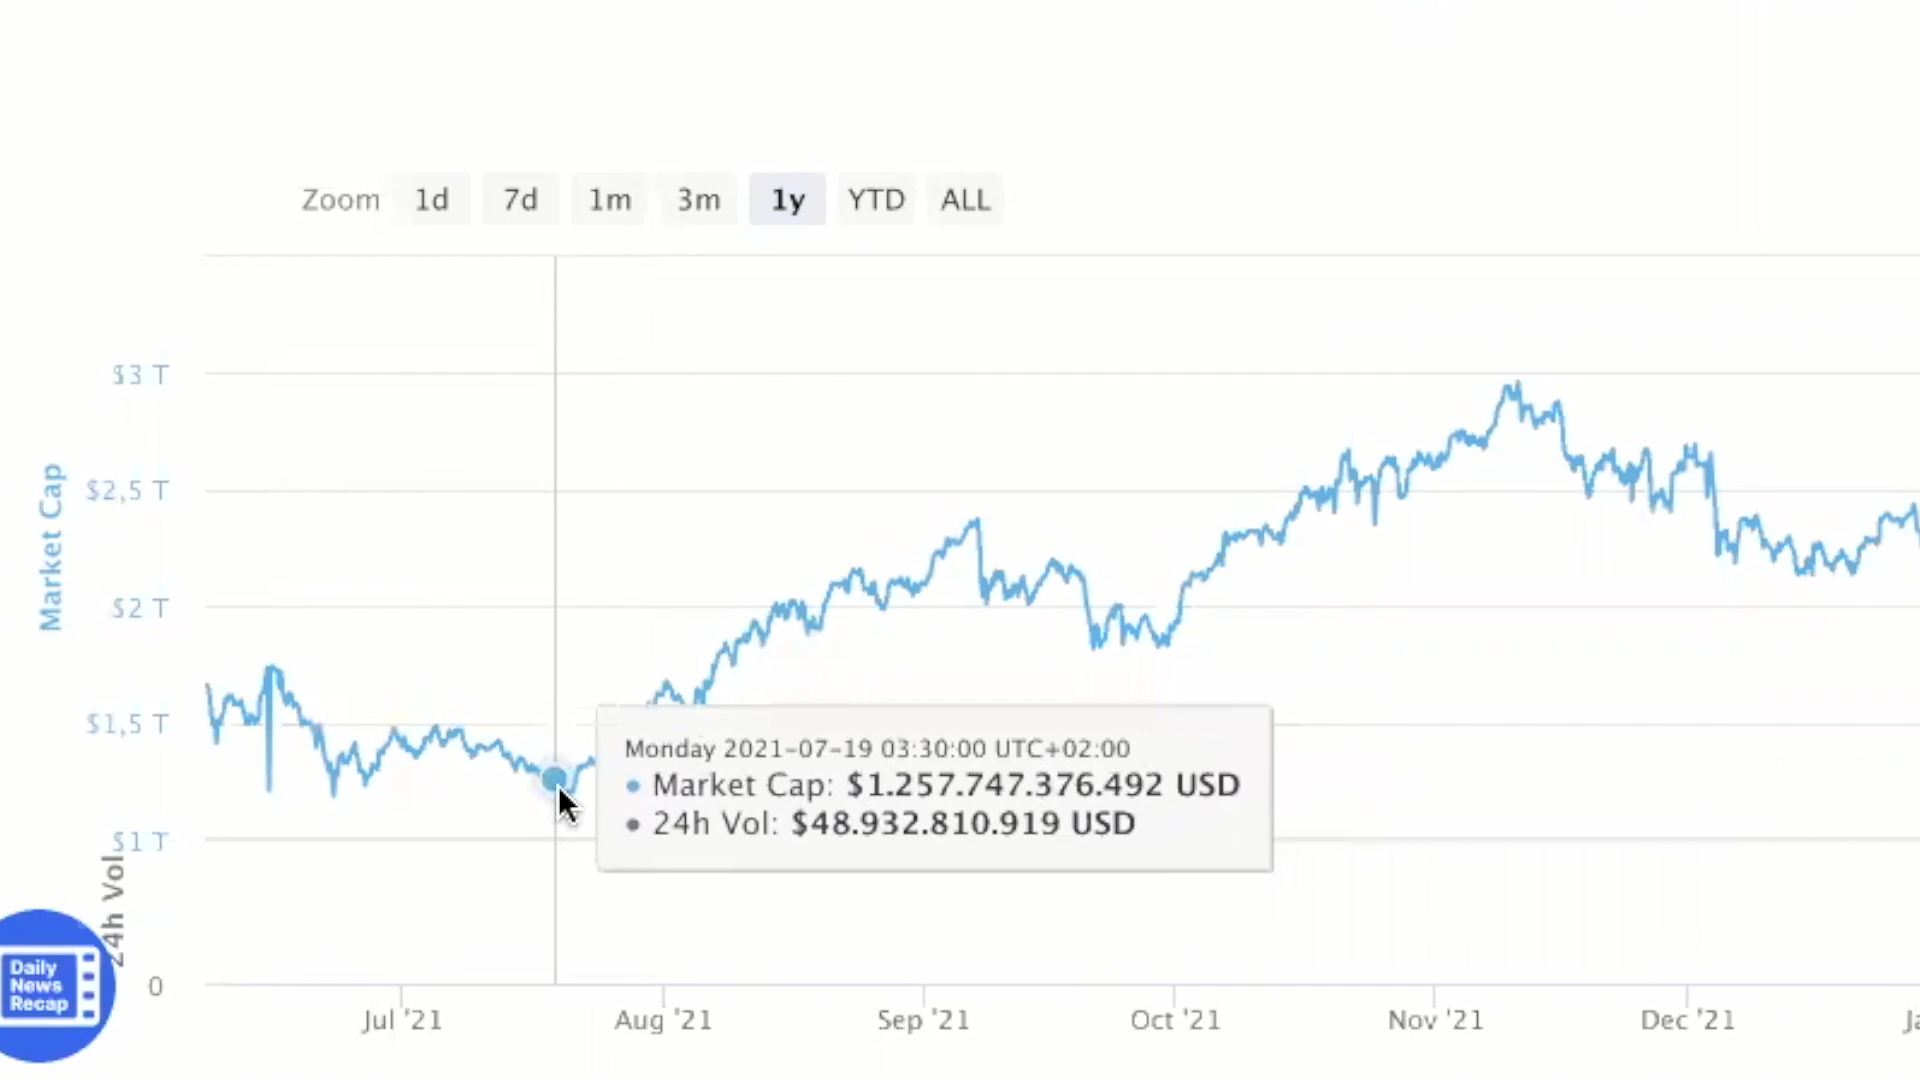 Zoom 1d 7d 1m 3m 1y YTD ALL
$3 T
$2,5 T
$2 T
$1,5 T
$1 T
0
Market Cap
24h Vol
Monday 2021-07-19 03:30:00 UTC+02:00
Market Cap: $1.257.747.376.492 USD
24h Vol: $48.932.810.919 USD
Jul '21 Aug '21 Sep '21 Oct '21 Nov '21 Dec '21
Daily
News
Recap